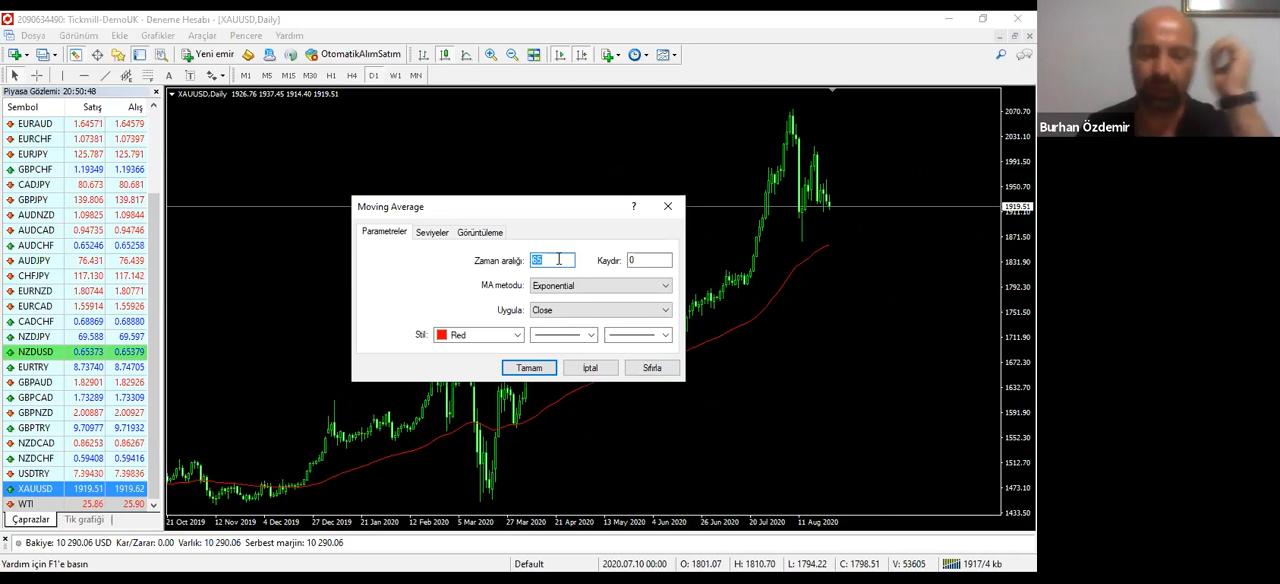 2090634490: Tickmill-DemoUK - Deneme Hesabı - [XAUUSD,Daily]
Dosya Görünüm Ekle Grafikler Araçlar Pencere Yardım
Yeni emir OtomatikAlımSatım
A T M1 M5 M15 M30 H1 H4 D1 W1 MN
Piyasa Gözlemi: 20:50:48
Sembol Satış Alış
EURAUD 1.64571 1.64579
EURCHF 1.07381 1.07397
EURJPY 125.787 125.791
GBPCHF 1.19349 1.19366
CADJPY 80.673 80.681
GBPJPY 139.806 139.817
AUDNZD 1.09825 1.09844
AUDCAD 0.94735 0.94746
AUDCHF 0.65246 0.65258
AUDJPY 76.431 76.439
CHFJPY 117.130 117.142
EURNZD 1.80744 1.80758
EURCAD 1.55914 1.55926
CADCHF 0.68869 0.68880
NZDJPY 69.588 69.597
NZDUSD 0.65373 0.65379
EURTRY 8.73740 8.74705
GBPAUD 1.82901 1.82926
GBPCAD 1.73289 1.73309
GBPNZD 2.00887 2.00927
GBPTRY 9.70977 9.71932
NZDCAD 0.86253 0.86267
NZDCHF 0.59408 0.59416
USDTRY 7.39430 7.39836
XAUUSD 1919.51 1919.62
WTI 25.86 25.90
Çaprazlar Tik grafiği
XAUUSD,Daily 1926.76 1937.45 1914.40 1919.51
Moving Average
Parametreler Seviyeler Görüntüleme
Zaman aralığı: 65 Kaydır: 0
MA metodu: Exponential
Uygula: Close
Stil: Red
Tamam İptal Sıfırla
2070.70
2031.10
1991.50
1950.70
1919.51
1911.10
1871.50
1831.90
1792.30
1751.50
1711.90
1672.30
1632.70
1591.90
1552.30
1512.70
1473.10
1433.50
21 Oct 2019 12 Nov 2019 4 Dec 2019 27 Dec 2019 21 Jan 2020 12 Feb 2020 5 Mar 2020 27 Mar 2020 21 Apr 2020 13 May 2020 4 Jun 2020 26 Jun 2020 20 Jul 2020 11 Aug 2020
Bakiye: 10 290.06 USD Kar/Zarar: 0.00 Varlık: 10 290.06 Serbest marjin: 10 290.06
Yardım için F1'e basın Default 2020.07.10 00:00 O: 1801.07 H: 1810.70 L: 1794.22 C: 1798.51 V: 53605 1917/4 kb
Burhan Özdemir